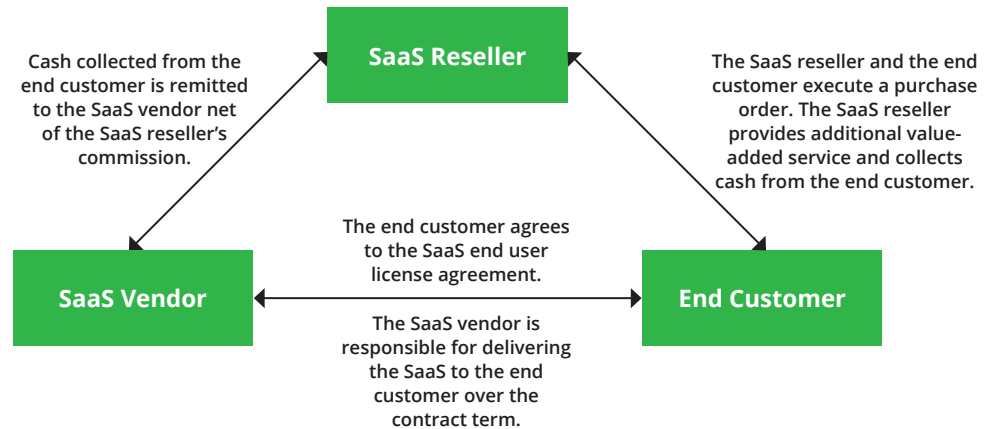 SaaS Reseller
Cash collected from the
end customer is remitted
to the SaaS vendor net
of the SaaS reseller’s
commission.
The SaaS reseller and the end
customer execute a purchase
order. The SaaS reseller
provides additional value-
added service and collects
cash from the end customer.
The end customer agrees
to the SaaS end user
license agreement.
SaaS Vendor
End Customer
The SaaS vendor is
responsible for delivering
the SaaS to the end
customer over the
contract term.